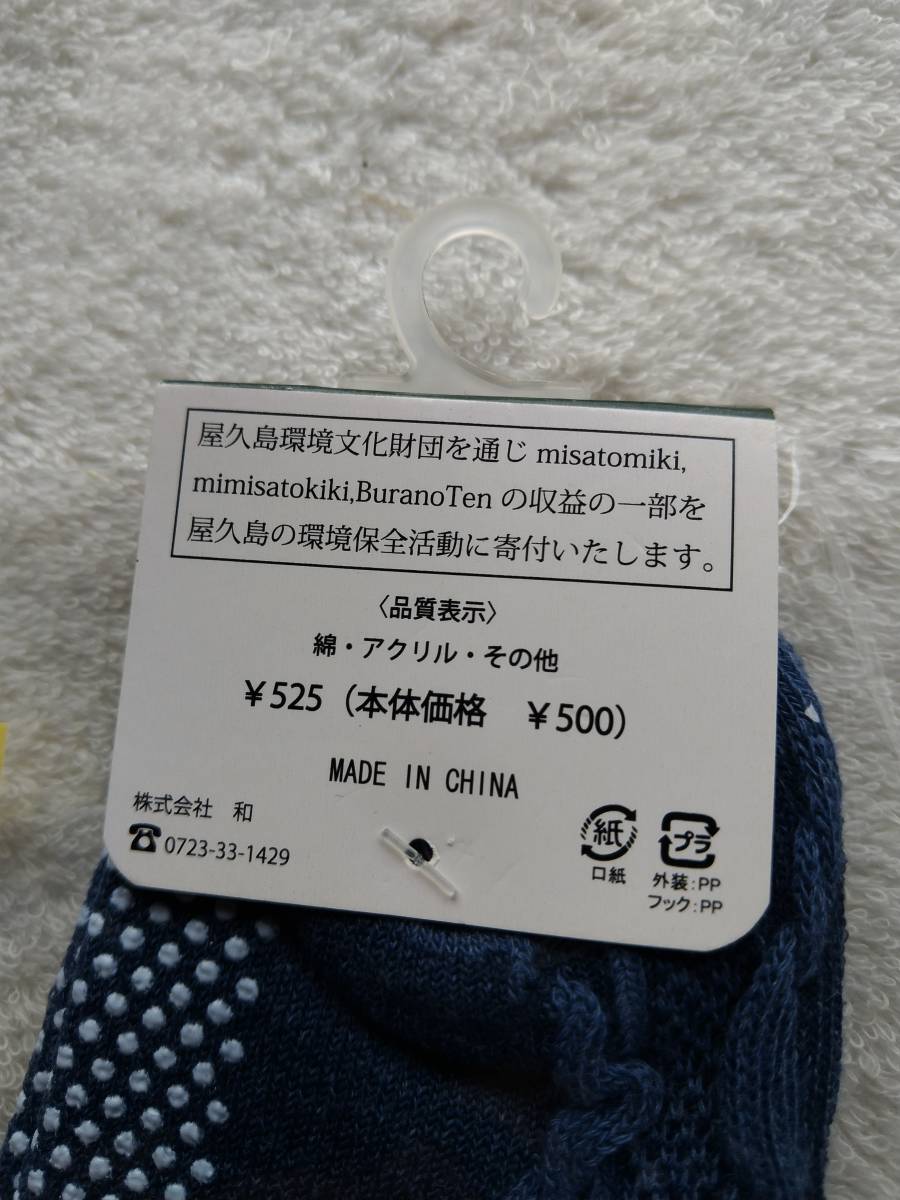 屋久島環境文化財団を通じ misatomiki,
mimisatokiki,BuranoTen の収益の一部を
屋久島の環境保全活動に寄付いたします。
〈品質表示〉
綿・アクリル・その他
￥525（本体価格　￥500）
MADE IN CHINA
株式会社　和
☎ 0723-33-1429
紙
口紙
プラ
外装:PP
フック:PP